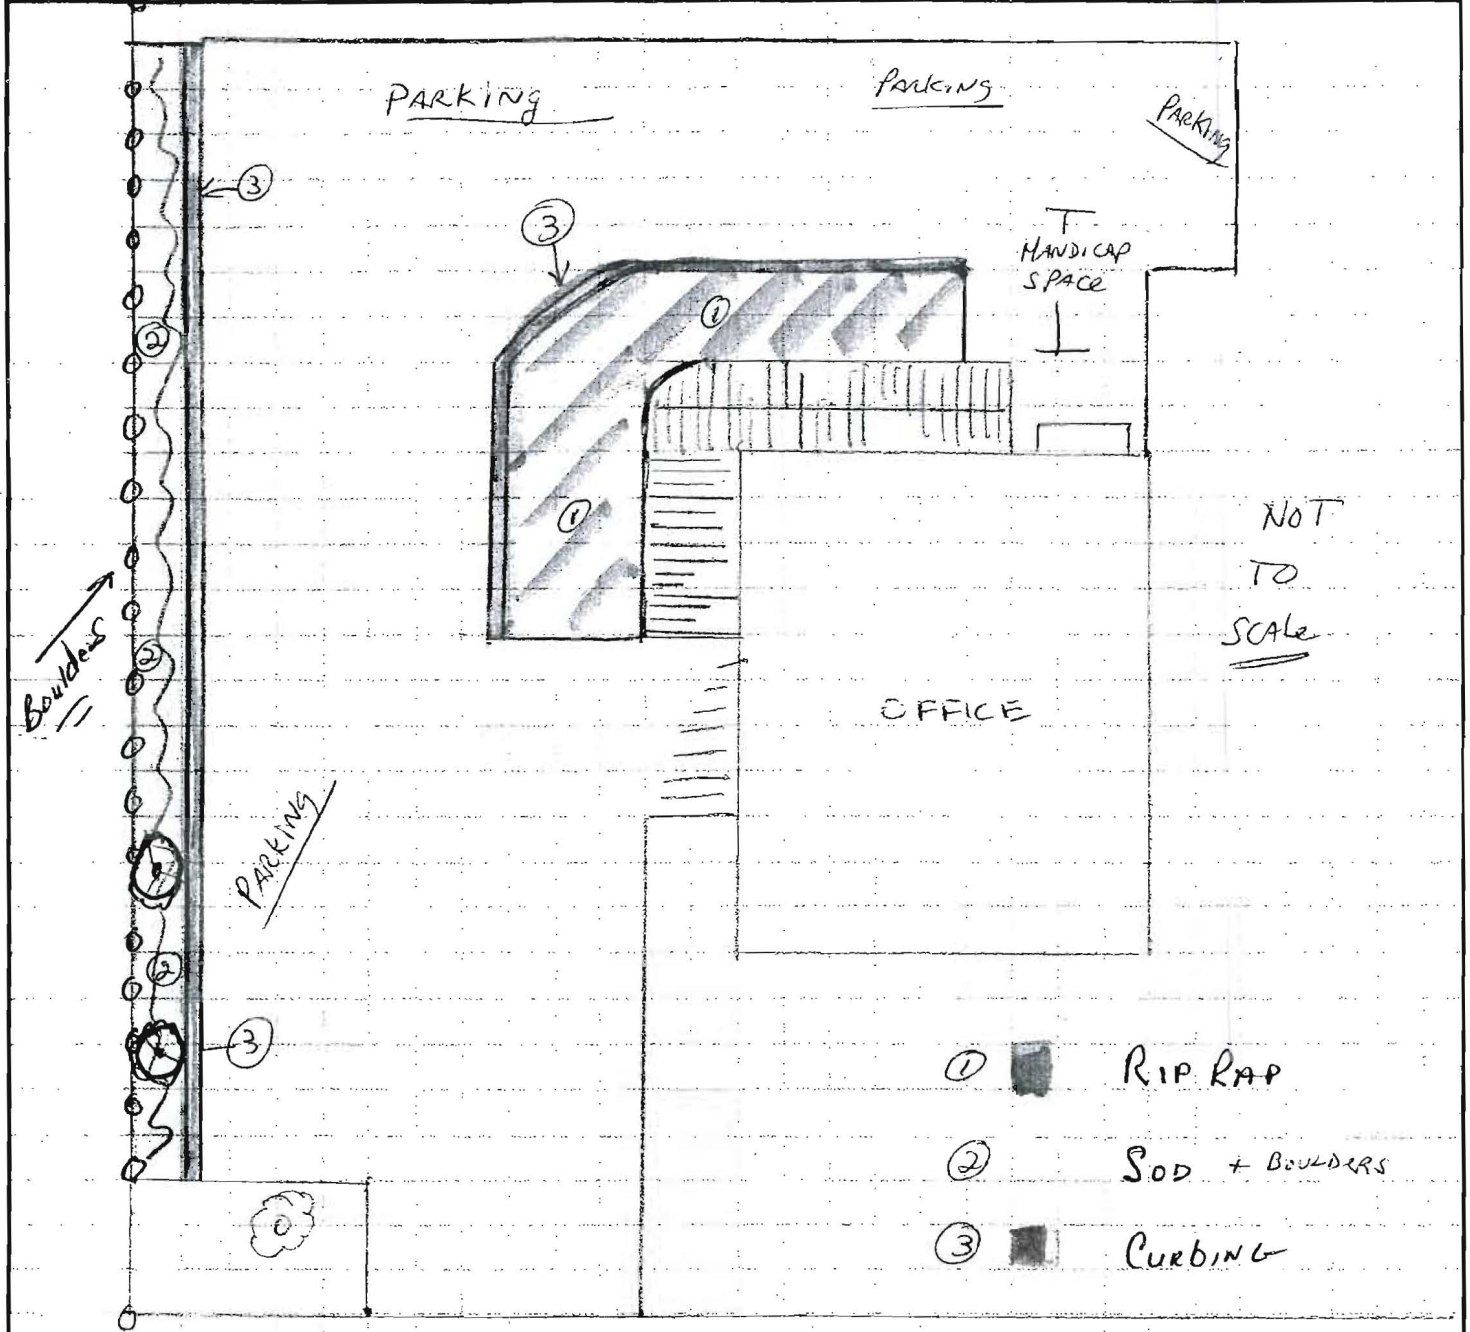 PARKING
PARKING
PARKING
3
3
HANDICAP
SPACE
1
2
1
NOT
TO
SCALE
Boulders
2
OFFICE
PARKING
2
3
1 RIP RAP
2 SOD + BOULDERS
3 CURBING